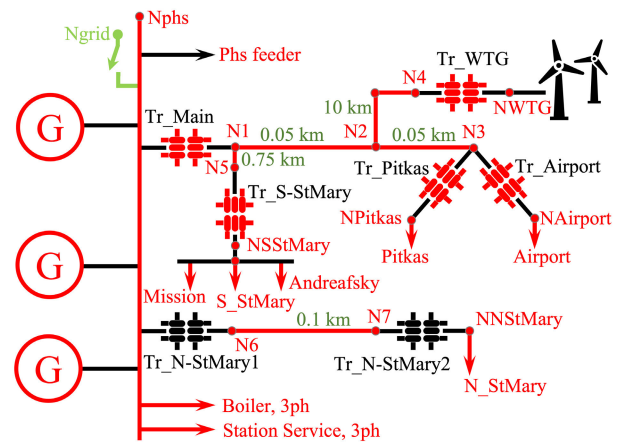 Nphs
Ngrid
Phs feeder
Tr_WTG
N4
NWTG
10 km
G
Tr_Main
N1
0.05 km
N2
0.05 km
N3
0.75 km
N5
Tr_Pitkas
Tr_Airport
Tr_S-StMary
NPitkas
NAirport
NSStMary
Pitkas
Airport
G
Mission
S_StMary
Andreafsky
0.1 km
N7
NNStMary
N6
Tr_N-StMary1
Tr_N-StMary2
G
N_StMary
Boiler, 3ph
Station Service, 3ph